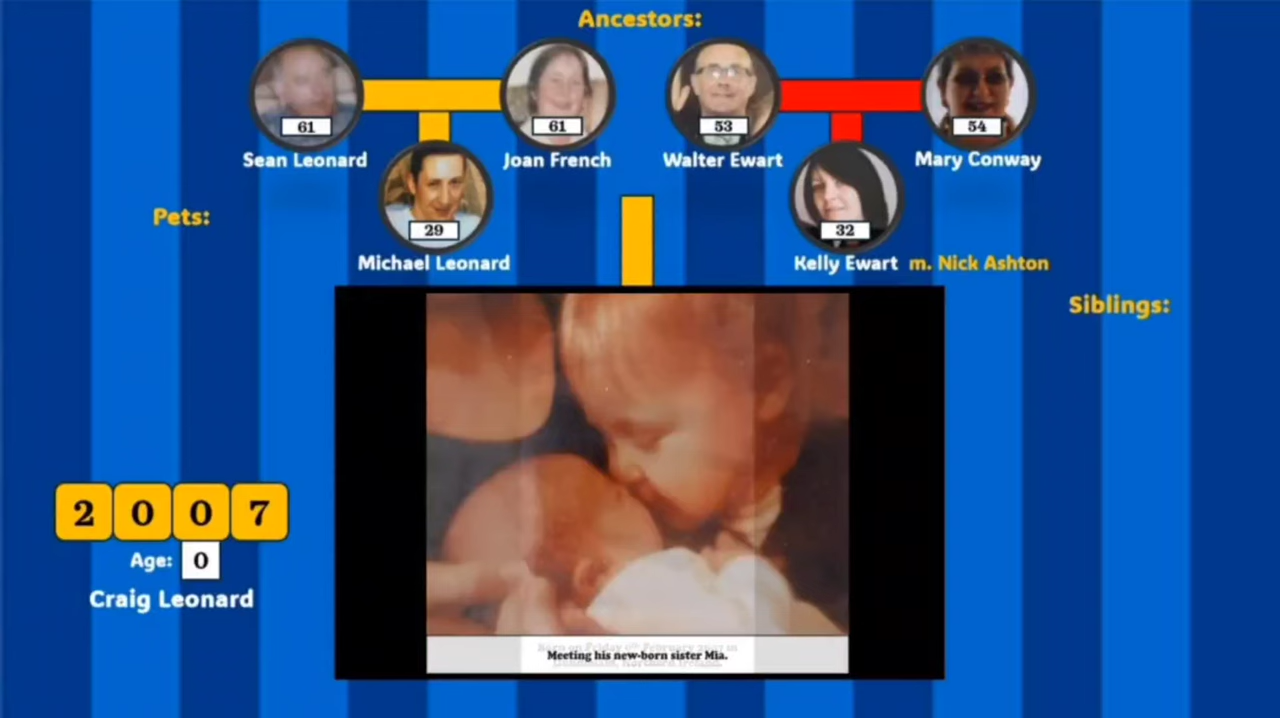 Ancestors:
61
61
53
54
Sean Leonard
Joan French
Walter Ewart
Mary Conway
29
32
Pets:
Michael Leonard
Kelly Ewart m. Nick Ashton
Siblings:
2007
Age: 0
Craig Leonard
Meeting his new-born sister Mia.